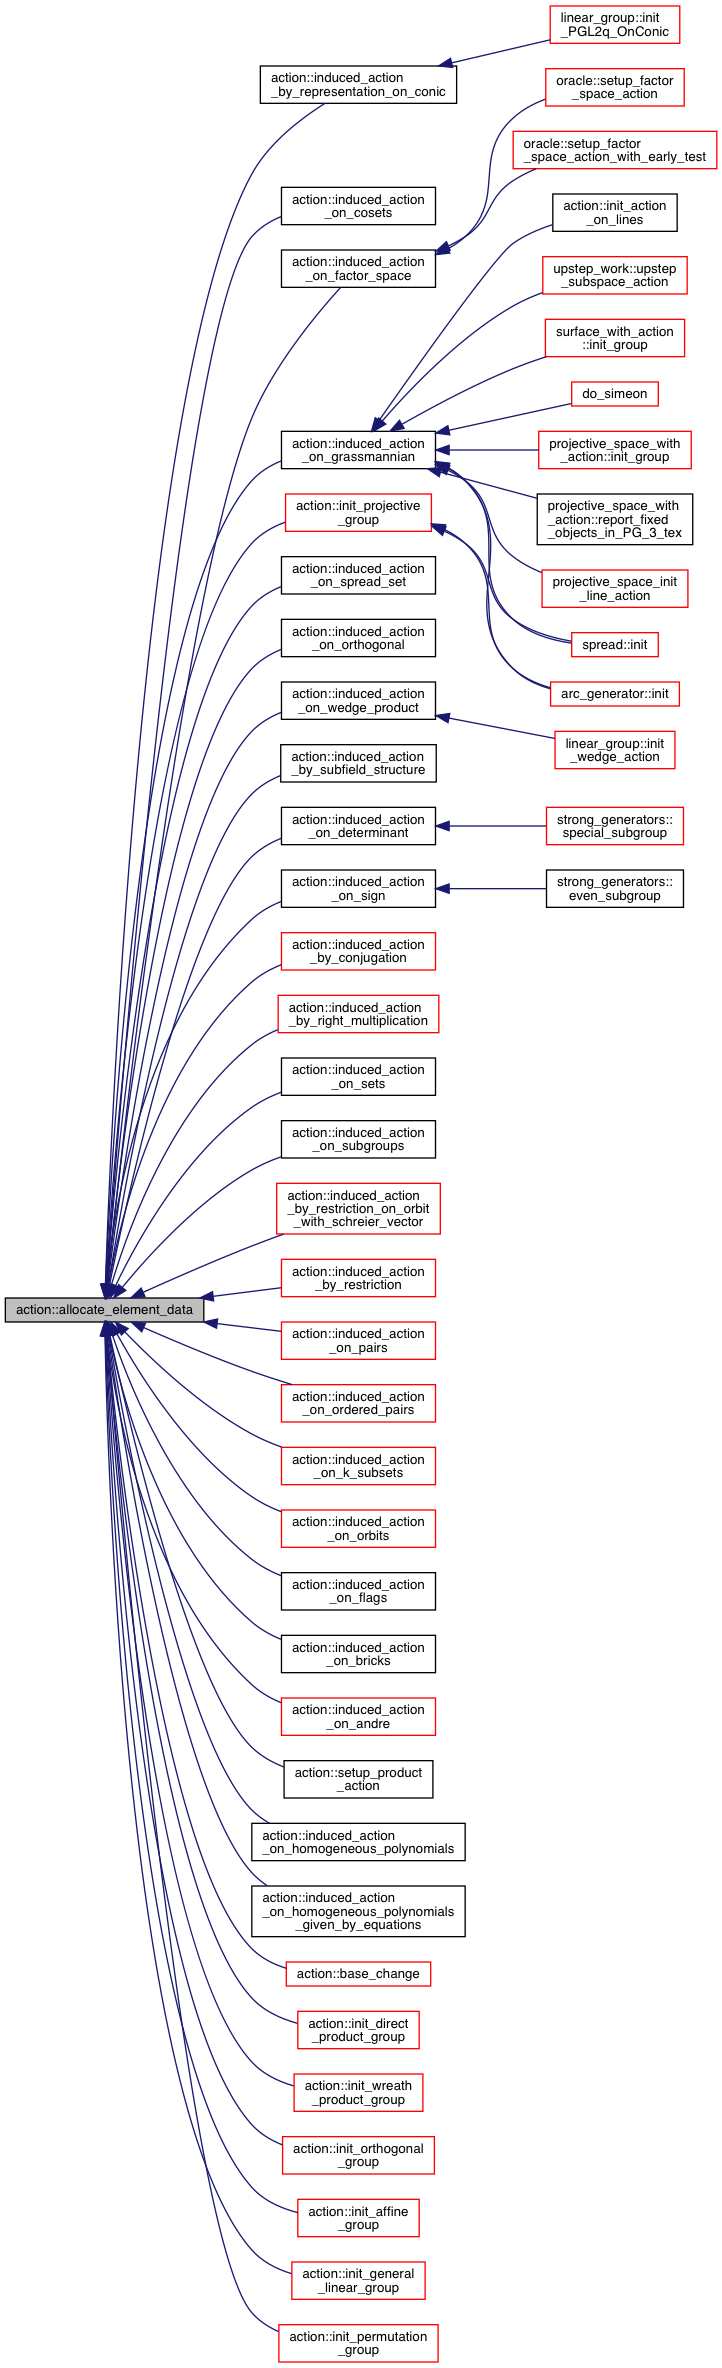 linear_group::init
_PGL2q_OnConic
action::induced_action
_by_representation_on_conic
oracle::setup_factor
_space_action
oracle::setup_factor
_space_action_with_early_test
action::induced_action
_on_cosets
action::init_action
_on_lines
action::induced_action
_on_factor_space
upstep_work::upstep
_subspace_action
surface_with_action
::init_group
do_simeon
action::induced_action
_on_grassmannian
projective_space_with
_action::init_group
action::init_projective
_group
projective_space_with
_action::report_fixed
_objects_in_PG_3_tex
action::induced_action
_on_spread_set
projective_space_init
_line_action
action::induced_action
_on_orthogonal
spread::init
action::induced_action
_on_wedge_product
arc_generator::init
linear_group::init
_wedge_action
action::induced_action
_by_subfield_structure
action::induced_action
_on_determinant
strong_generators::
special_subgroup
action::induced_action
_on_sign
strong_generators::
even_subgroup
action::induced_action
_by_conjugation
action::induced_action
_by_right_multiplication
action::induced_action
_on_sets
action::induced_action
_on_subgroups
action::induced_action
_by_restriction_on_orbit
_with_schreier_vector
action::induced_action
_by_restriction
action::allocate_element_data
action::induced_action
_on_pairs
action::induced_action
_on_ordered_pairs
action::induced_action
_on_k_subsets
action::induced_action
_on_orbits
action::induced_action
_on_flags
action::induced_action
_on_bricks
action::induced_action
_on_andre
action::setup_product
_action
action::induced_action
_on_homogeneous_polynomials
action::induced_action
_on_homogeneous_polynomials
_given_by_equations
action::base_change
action::init_direct
_product_group
action::init_wreath
_product_group
action::init_orthogonal
_group
action::init_affine
_group
action::init_general
_linear_group
action::init_permutation
_group